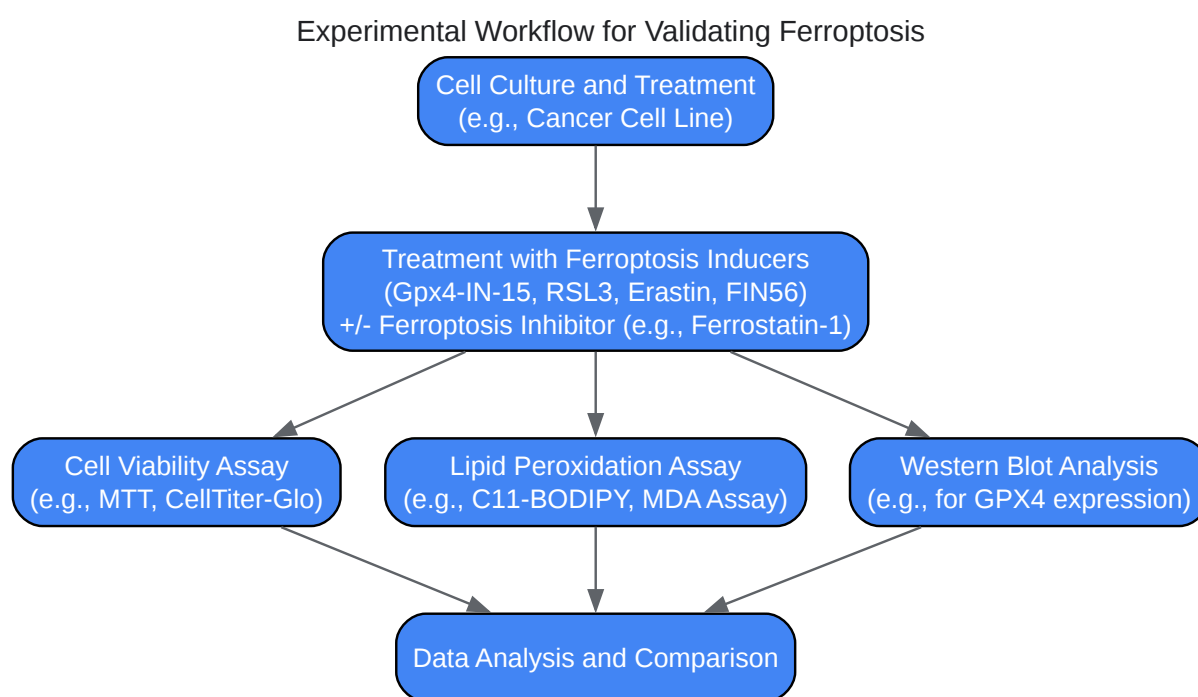 Experimental Workflow for Validating Ferroptosis
Cell Culture and Treatment
(e.g., Cancer Cell Line)
Treatment with Ferroptosis Inducers
(Gpx4-IN-15, RSL3, Erastin, FIN56)
+/- Ferroptosis Inhibitor (e.g., Ferrostatin-1)
Cell Viability Assay
(e.g., MTT, CellTiter-Glo)
Lipid Peroxidation Assay
(e.g., C11-BODIPY, MDA Assay)
Western Blot Analysis
(e.g., for GPX4 expression)
Data Analysis and Comparison